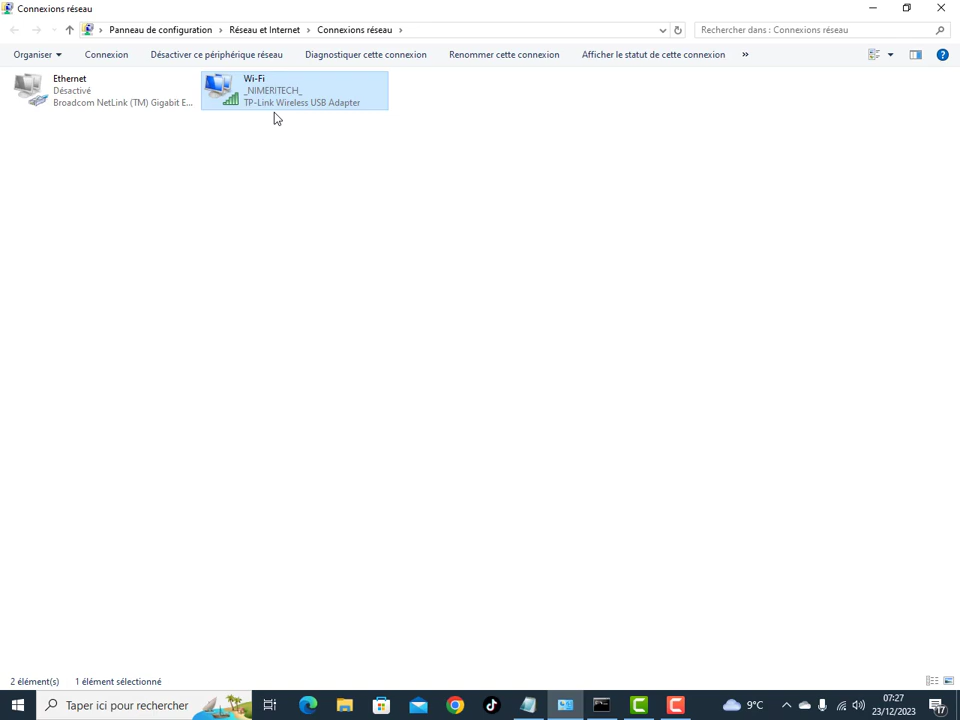 Connexions réseau
Panneau de configuration > Réseau et Internet > Connexions réseau >
Rechercher dans : Connexions réseau
Organiser
Connexion
Désactiver ce périphérique réseau
Diagnostiquer cette connexion
Renommer cette connexion
Afficher le statut de cette connexion
»
Ethernet
Désactivé
Broadcom NetLink (TM) Gigabit E...
Wi-Fi
_NIMERITECH_
TP-Link Wireless USB Adapter
2 élément(s)
1 élément sélectionné
Taper ici pour rechercher
9°C
07:27
23/12/2023
17